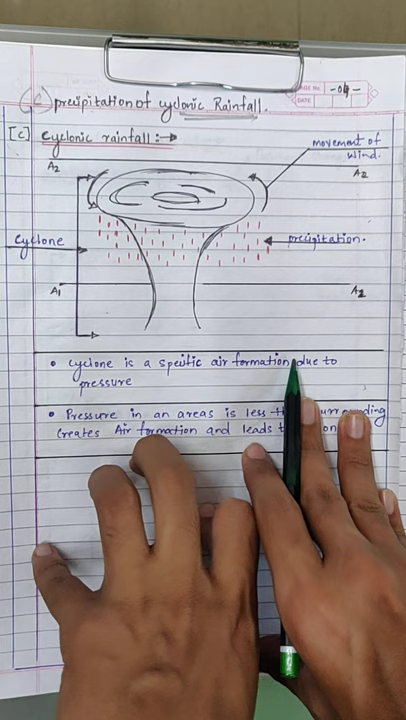 PAGE No. -04-
DATE
(c) precipitation of cyclonic Rainfall.
[C] cyclonic rainfall :→
movement of
wind.
A2 A2
cyclone
precipitation.
A1
• cyclone is a specific air formation due to
pressure
• Pressure in an areas is less
creates Air formation and leads